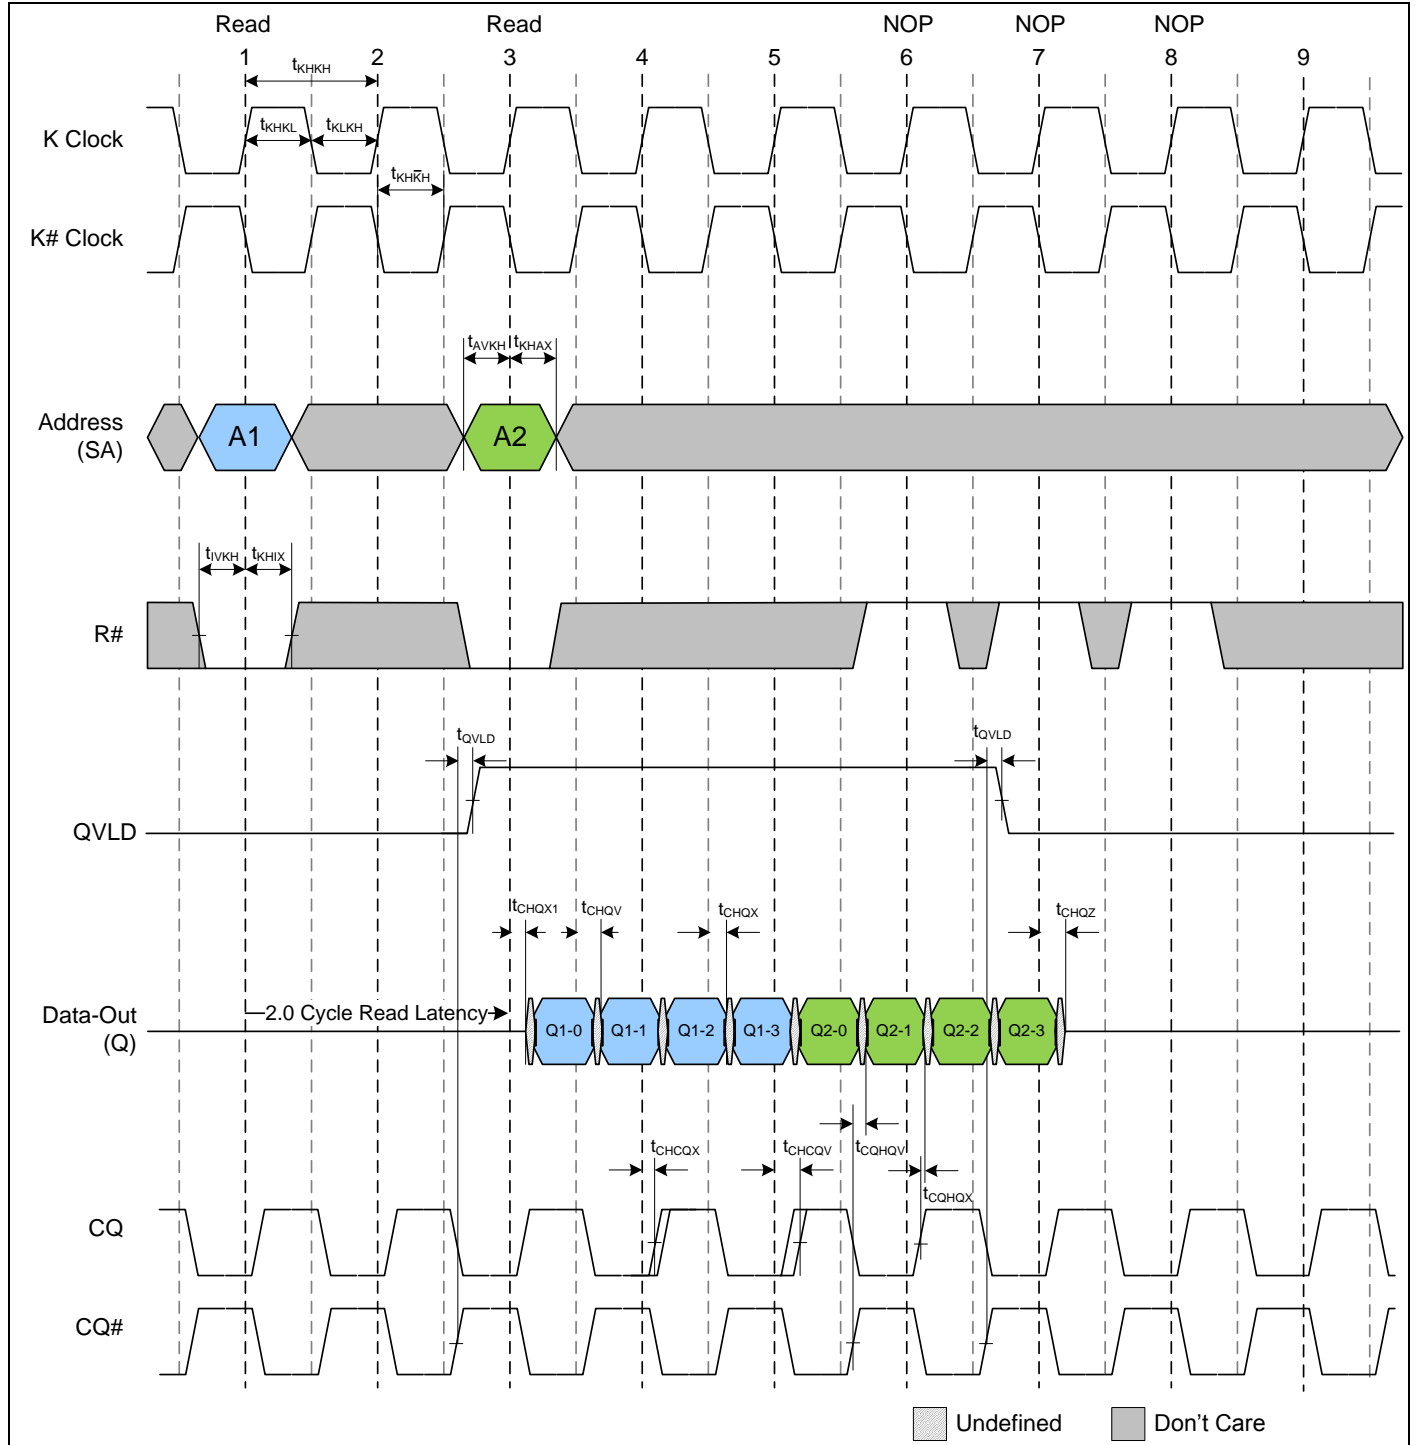 Read Read NOP NOP NOP
1 2 3 4 5 6 7 8 9
tKHKH
K Clock
tKHKL tKLKH
tKHK̅H
K# Clock
tAVKH tKHAX
Address
(SA)
A1 A2
tIVKH tKHIX
R#
tQVLD tQVLD
QVLD
tCHQX1 tCHQV tCHQX tCHQZ
Data-Out
(Q)
2.0 Cycle Read Latency
Q1-0 Q1-1 Q1-2 Q1-3 Q2-0 Q2-1 Q2-2 Q2-3
tCHCQX tCHCQV tCQHQV
tCQHQX
CQ
CQ#
Undefined Don't Care